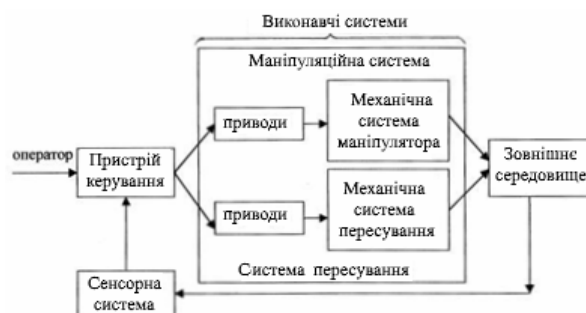 Виконавчі системи
Маніпуляційна система
приводи
Механічна
система
маніпулятора
оператор
Пристрій
керування
Зовнішнє
середовище
приводи
Механічна
система
пересування
Система пересування
Сенсорна
система